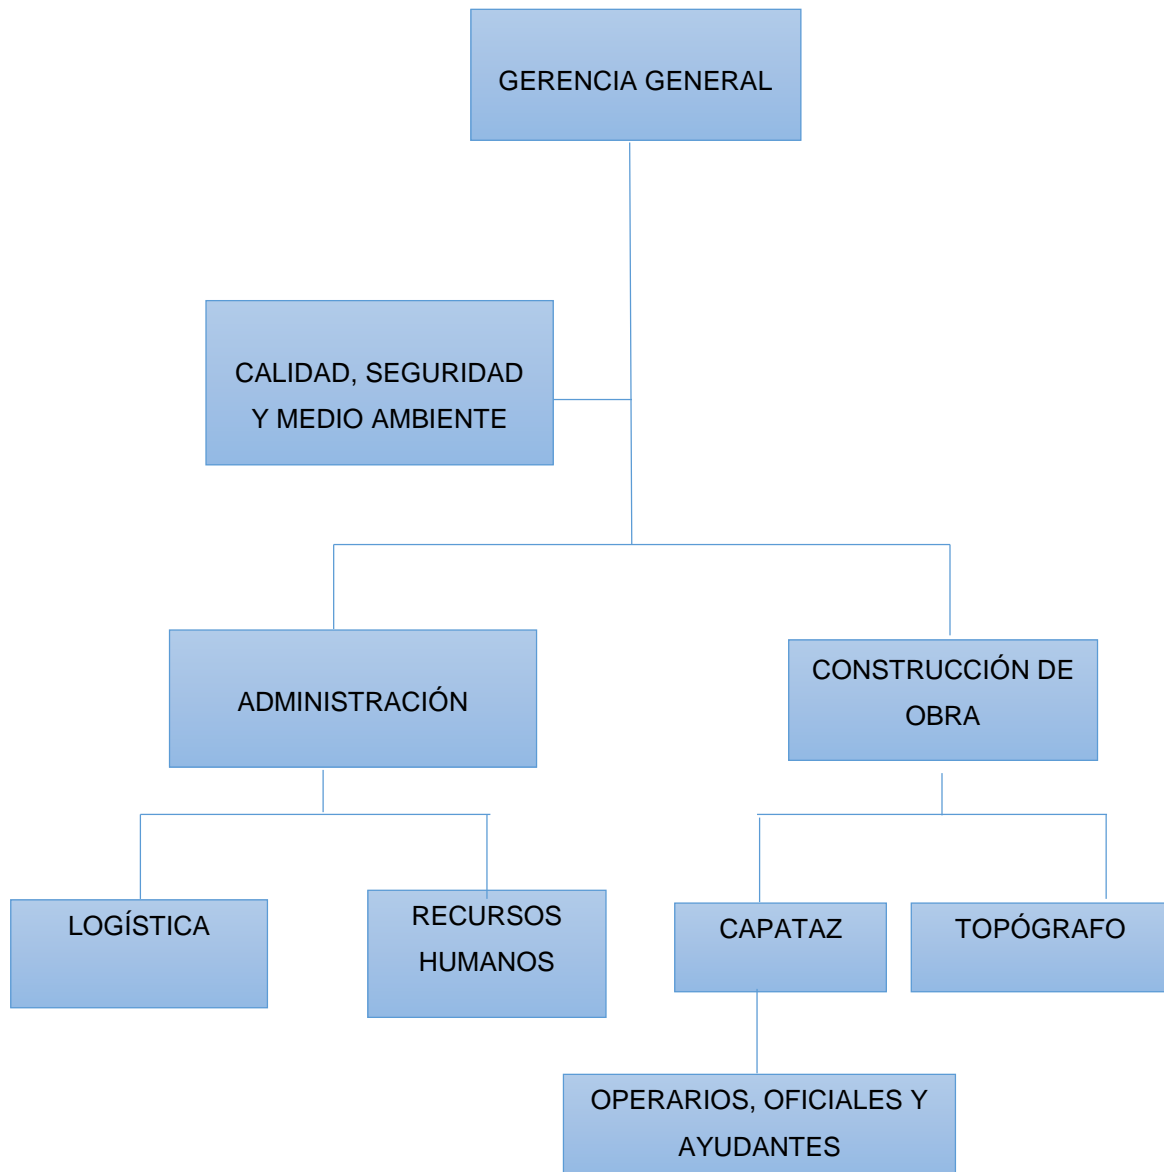 GERENCIA GENERAL
CALIDAD, SEGURIDAD
Y MEDIO AMBIENTE
ADMINISTRACIÓN
CONSTRUCCIÓN DE
OBRA
LOGÍSTICA
RECURSOS
HUMANOS
CAPATAZ
TOPÓGRAFO
OPERARIOS, OFICIALES Y
AYUDANTES